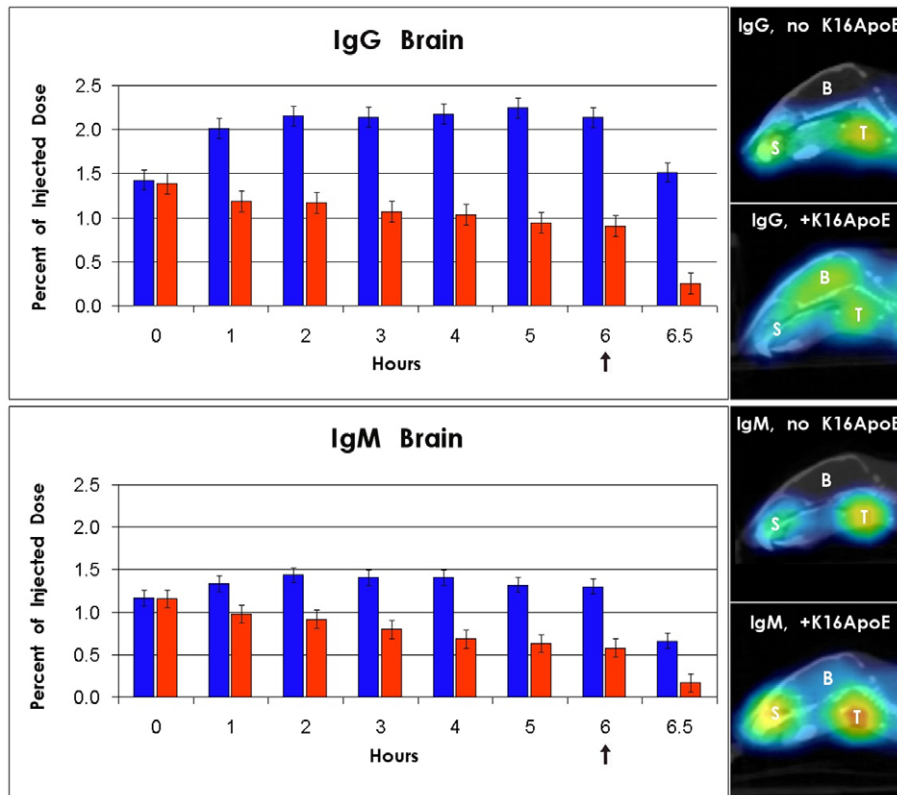 IgG Brain
Percent of Injected Dose
2.5
2.0
1.5
1.0
0.5
0.0
0 1 2 3 4 5 6 6.5
Hours
IgG, no K16ApoE
B
S T
IgG, +K16ApoE
B
S T
IgM Brain
Percent of Injected Dose
2.5
2.0
1.5
1.0
0.5
0.0
0 1 2 3 4 5 6 6.5
Hours
IgM, no K16ApoE
B
S T
IgM, +K16ApoE
B
S T